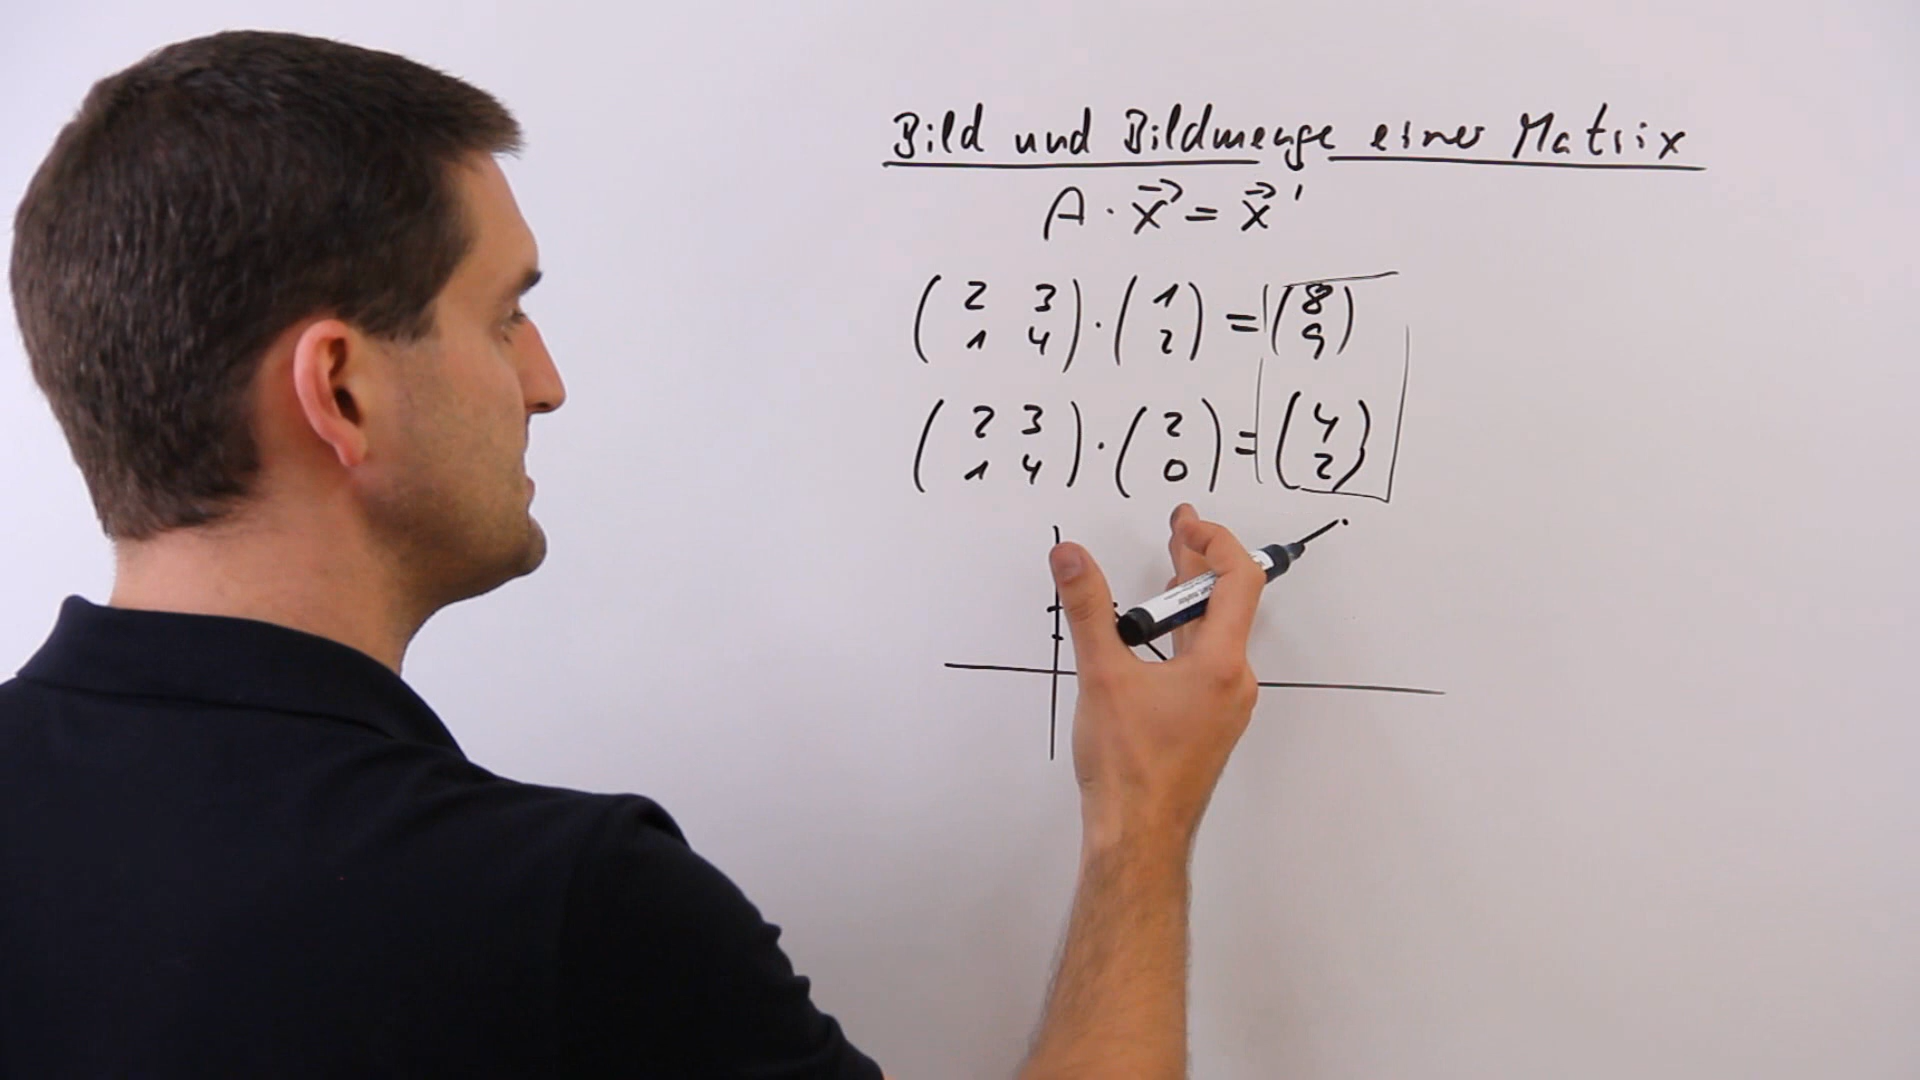 Bild und Bildmenge einer Matrix
A · x⃗ = x⃗ '
( 2 3 ; 1 4 ) · ( 1 ; 2 ) = ( 8 ; 9 )
( 2 3 ; 1 4 ) · ( 2 ; 0 ) = ( 4 ; 2 )